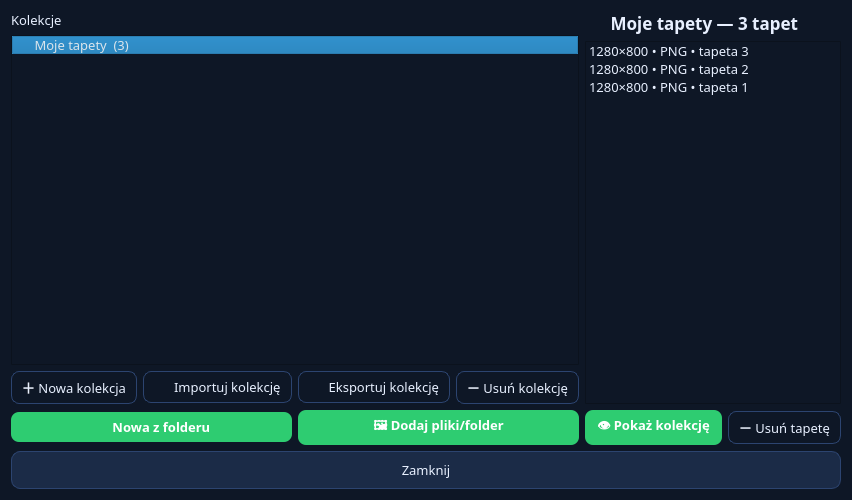 Kolekcje
Moje tapety (3)
Moje tapety — 3 tapet
1280×800 • PNG • tapeta 3
1280×800 • PNG • tapeta 2
1280×800 • PNG • tapeta 1
+ Nowa kolekcja
Importuj kolekcję
Eksportuj kolekcję
− Usuń kolekcję
Nowa z folderu
🖼 Dodaj pliki/folder
👁 Pokaż kolekcję
− Usuń tapetę
Zamknij